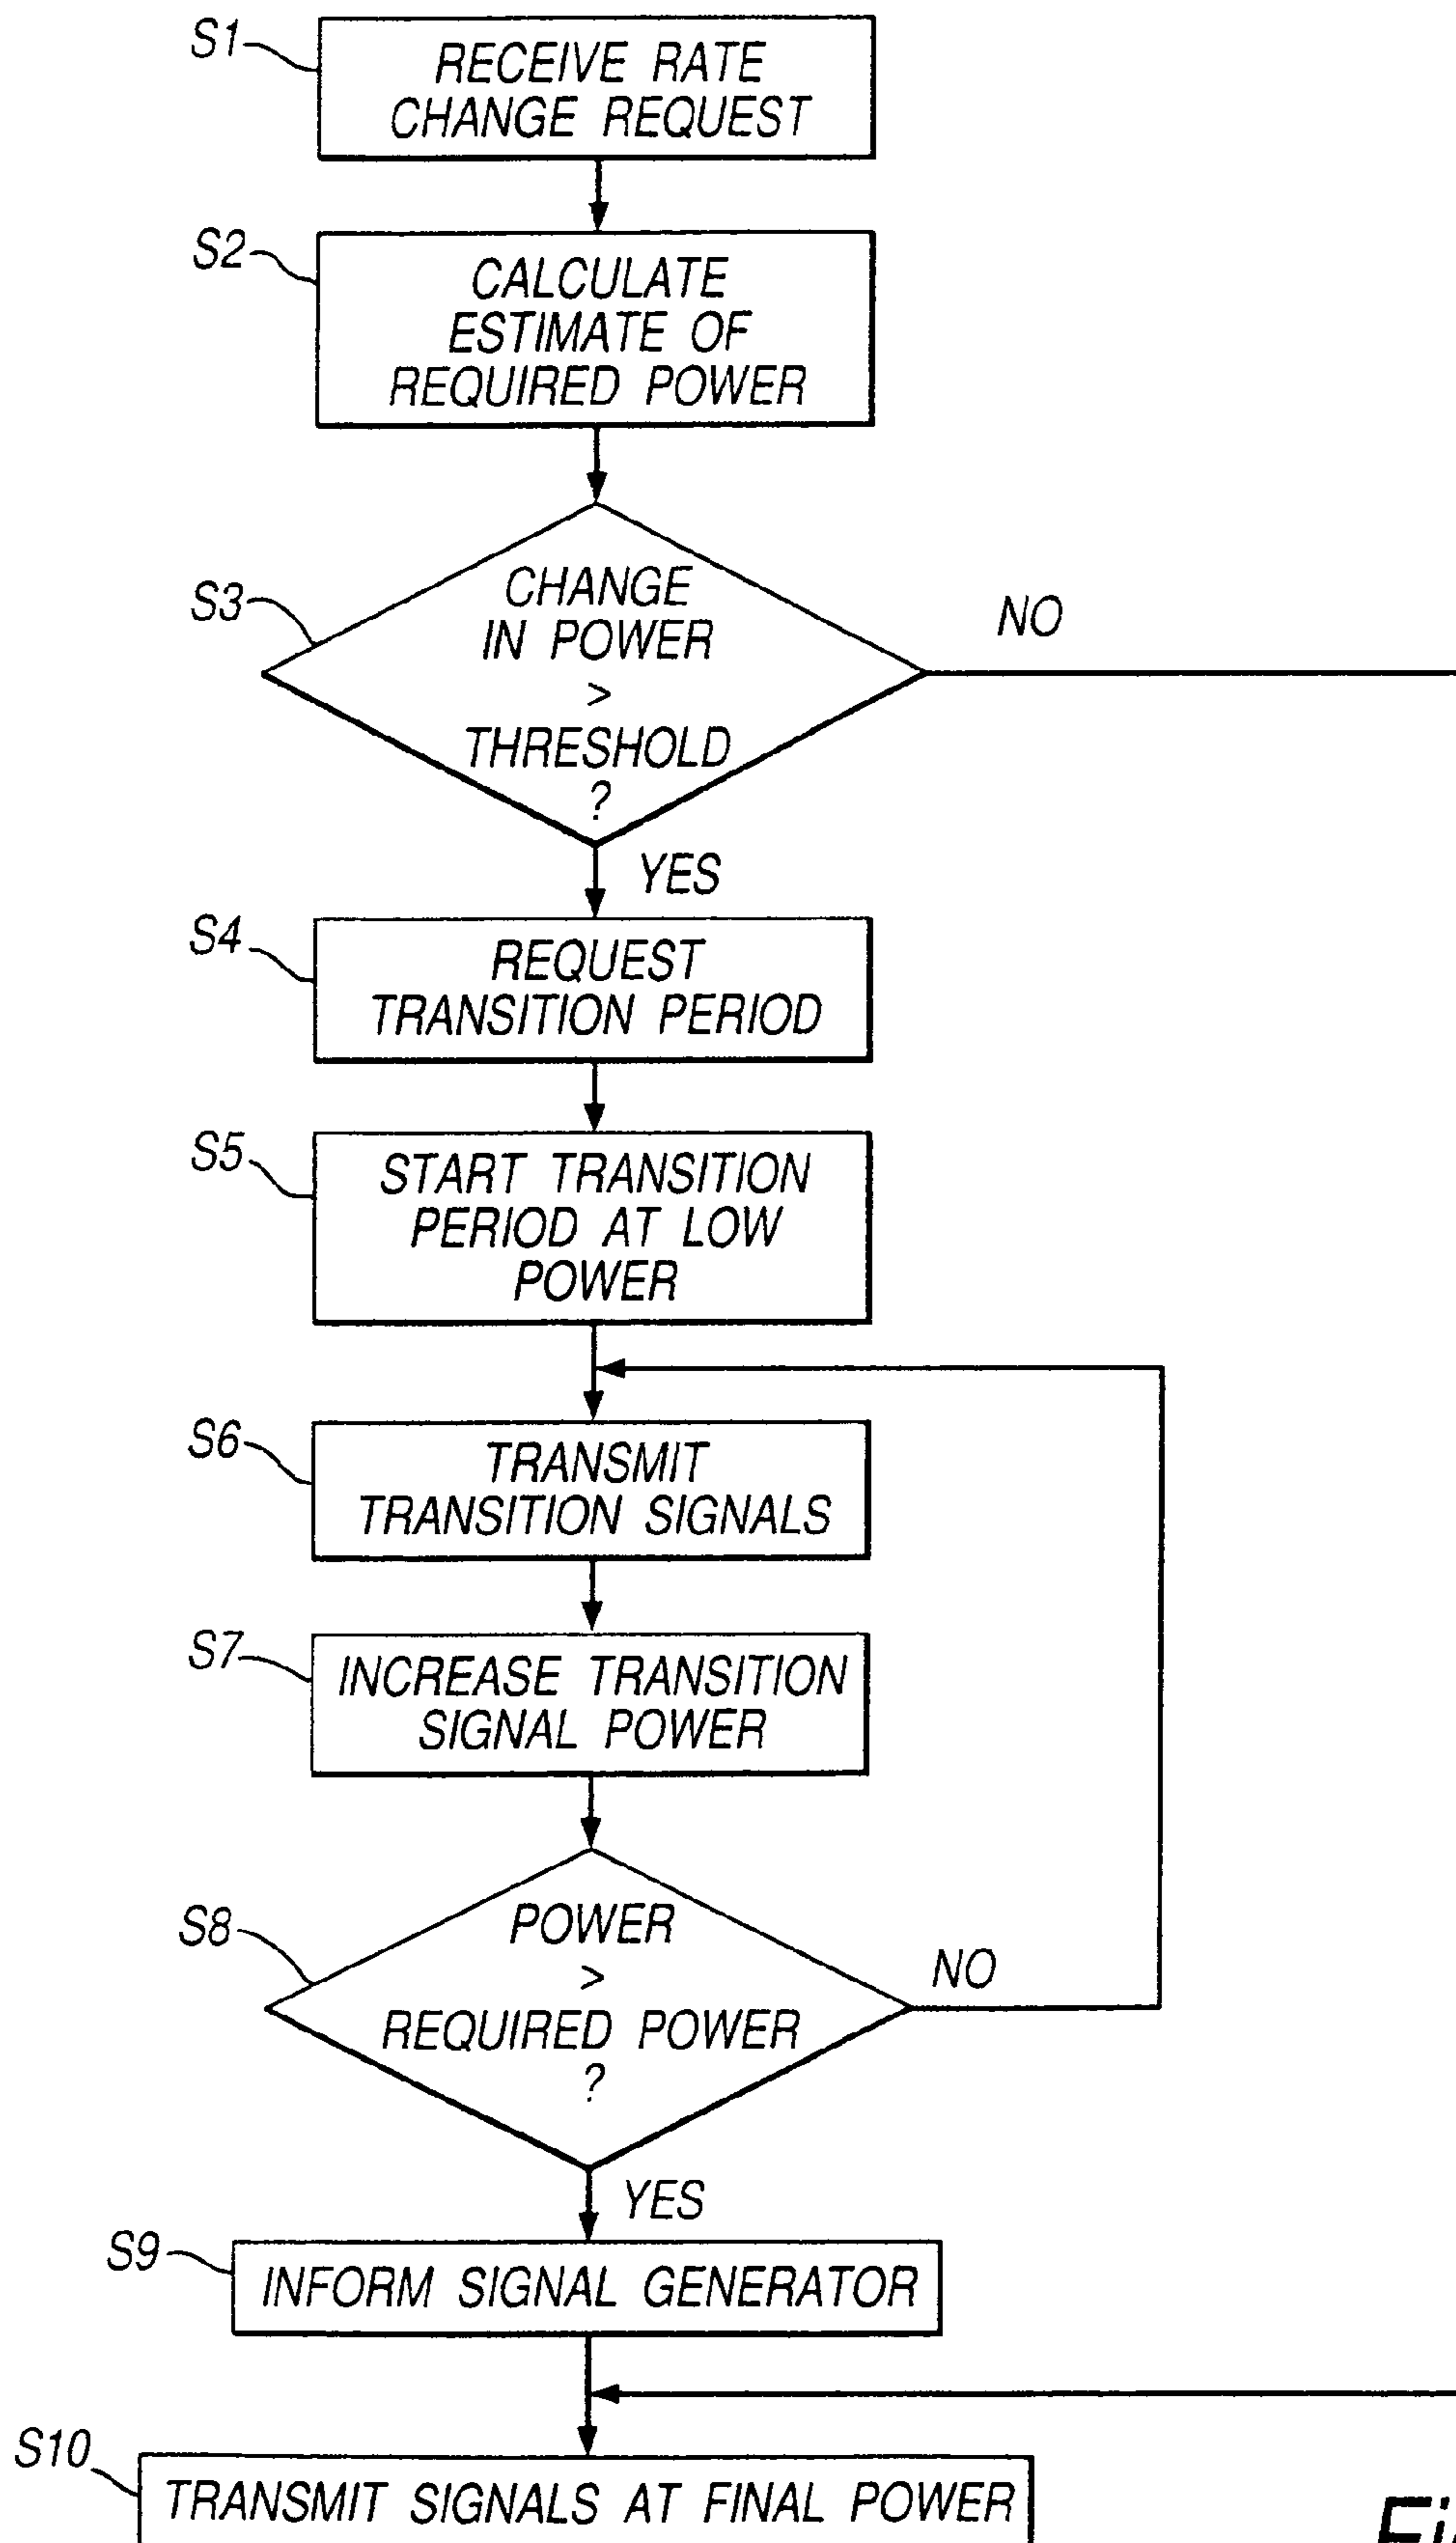 S1
RECEIVE RATE
CHANGE REQUEST
S2
CALCULATE
ESTIMATE OF
REQUIRED POWER
S3
CHANGE
IN POWER
>
THRESHOLD
?
NO
YES
S4
REQUEST
TRANSITION PERIOD
S5
START TRANSITION
PERIOD AT LOW
POWER
S6
TRANSMIT
TRANSITION SIGNALS
S7
INCREASE TRANSITION
SIGNAL POWER
S8
POWER
>
REQUIRED POWER
?
NO
YES
S9
INFORM SIGNAL GENERATOR
S10
TRANSMIT SIGNALS AT FINAL POWER